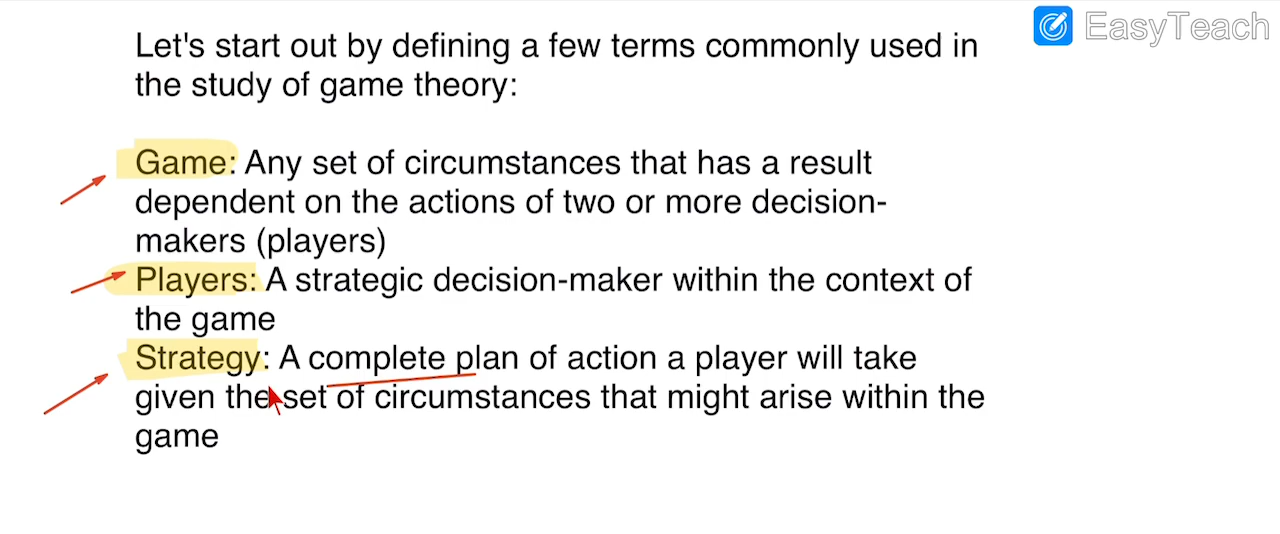 EasyTeach
Let's start out by defining a few terms commonly used in
the study of game theory:
Game: Any set of circumstances that has a result
dependent on the actions of two or more decision-
makers (players)
Players: A strategic decision-maker within the context of
the game
Strategy: A complete plan of action a player will take
given the set of circumstances that might arise within the
game